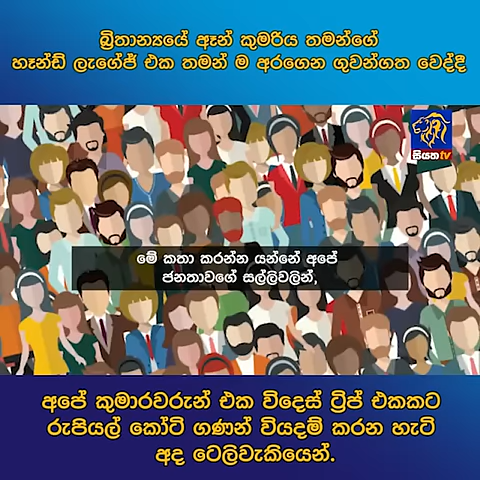 බ්‍රිතාන්‍යයේ ඈන් කුමරිය තමන්ගේ
හෑන්ඩ් ලැගේජ් එක තමන් ම අරගෙන ගුවන්ගත වෙද්දී
සියත tv
මේ කතා කරන්න යන්නේ අපේ
ජනතාවගේ සල්ලිවලින්,
අපේ කුමාරවරුන් එක විදෙස් ට්‍රිප් එකකට
රුපියල් කෝටි ගණන් වියදම් කරන හැටි
අද ටෙලිවැකියෙන්.